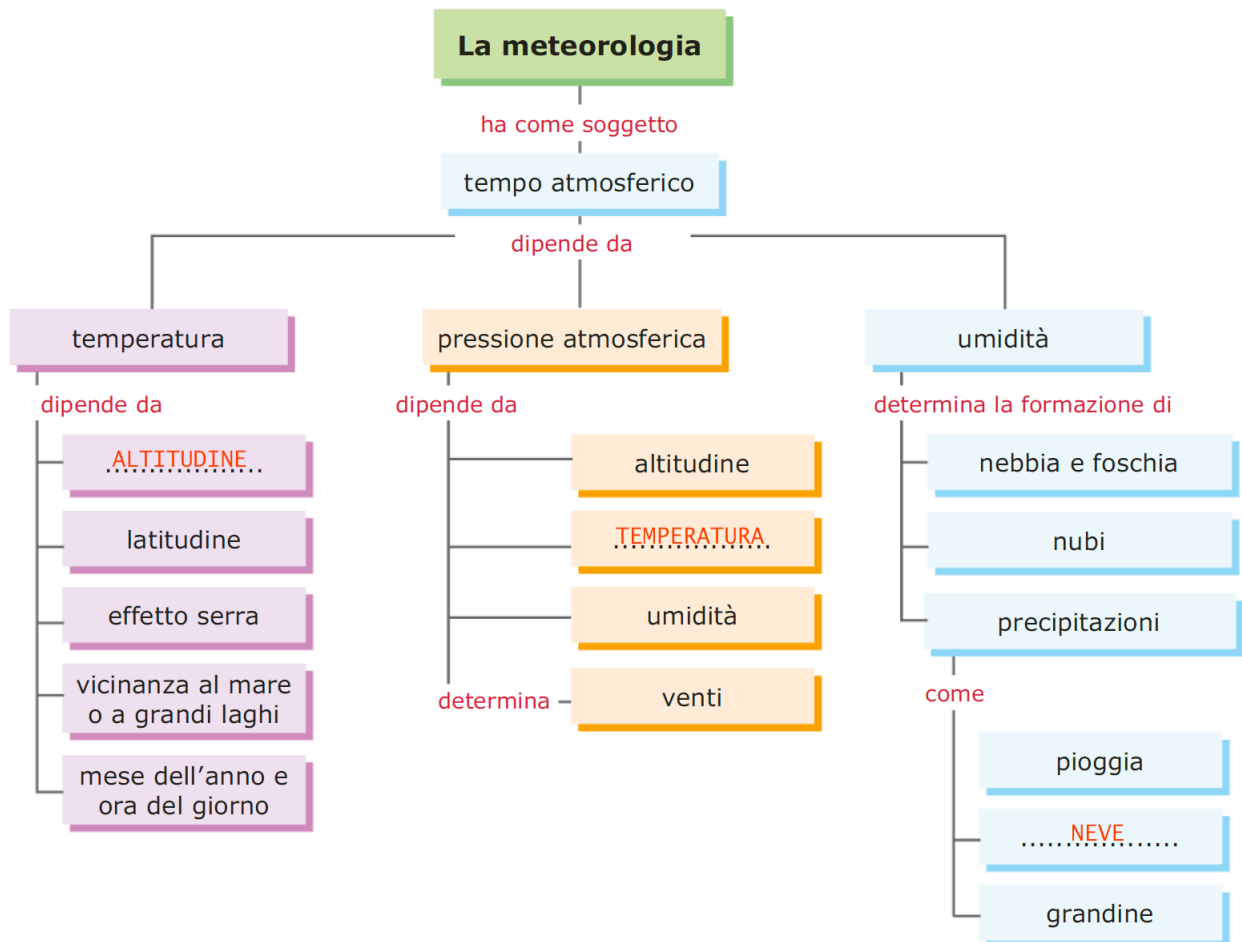 La meteorologia
ha come soggetto
tempo atmosferico
dipende da
temperatura
dipende da
ALTITUDINE
latitudine
effetto serra
vicinanza al mare
o a grandi laghi
mese dell'anno e
ora del giorno
pressione atmosferica
dipende da
altitudine
TEMPERATURA
umidità
determina
venti
umidità
determina la formazione di
nebbia e foschia
nubi
precipitazioni
come
pioggia
NEVE
grandine